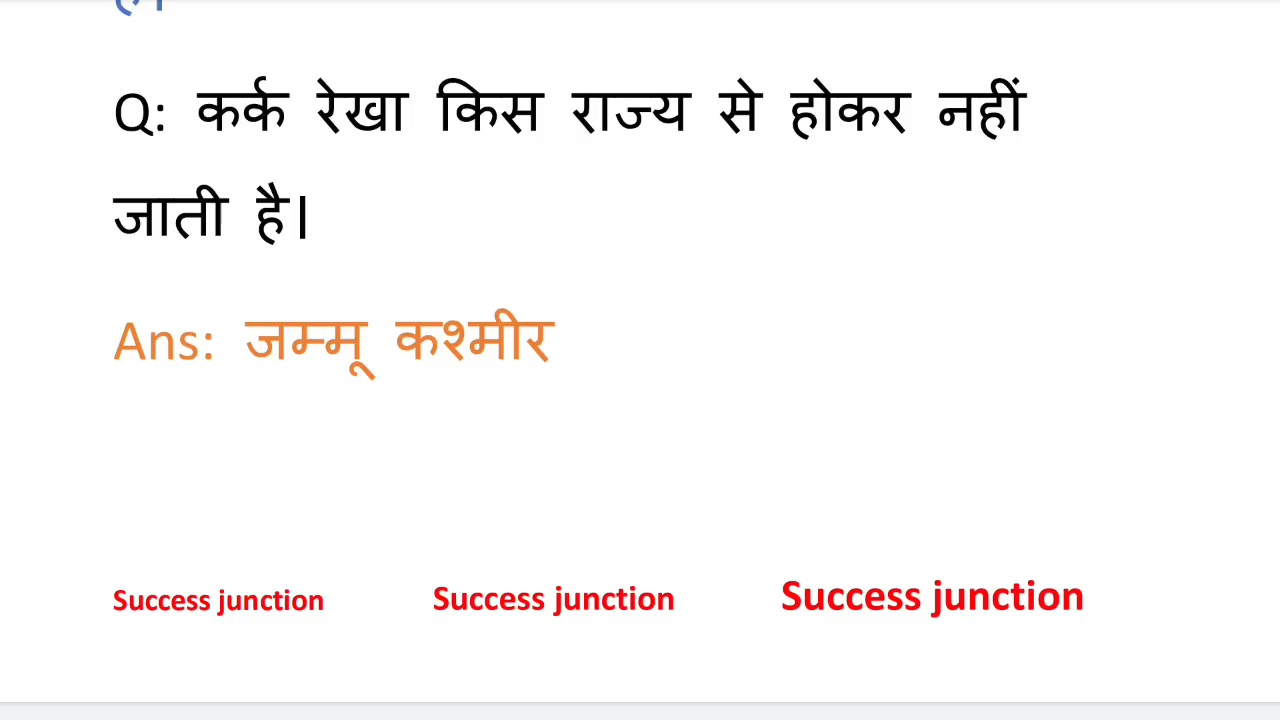 Q: कर्क रेखा किस राज्य से होकर नहीं
जाती है।
Ans: जम्मू कश्मीर
Success junction Success junction Success junction